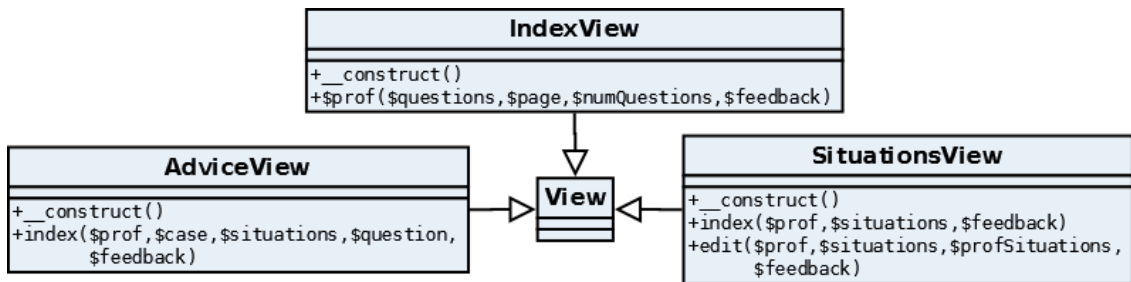 IndexView
+__construct()
+$prof($questions,$page,$numQuestions,$feedback)
AdviceView
+__construct()
+index($prof,$case,$situations,$question,
$feedback)
View
SituationsView
+__construct()
+index($prof,$situations,$feedback)
+edit($prof,$situations,$profSituations,
$feedback)